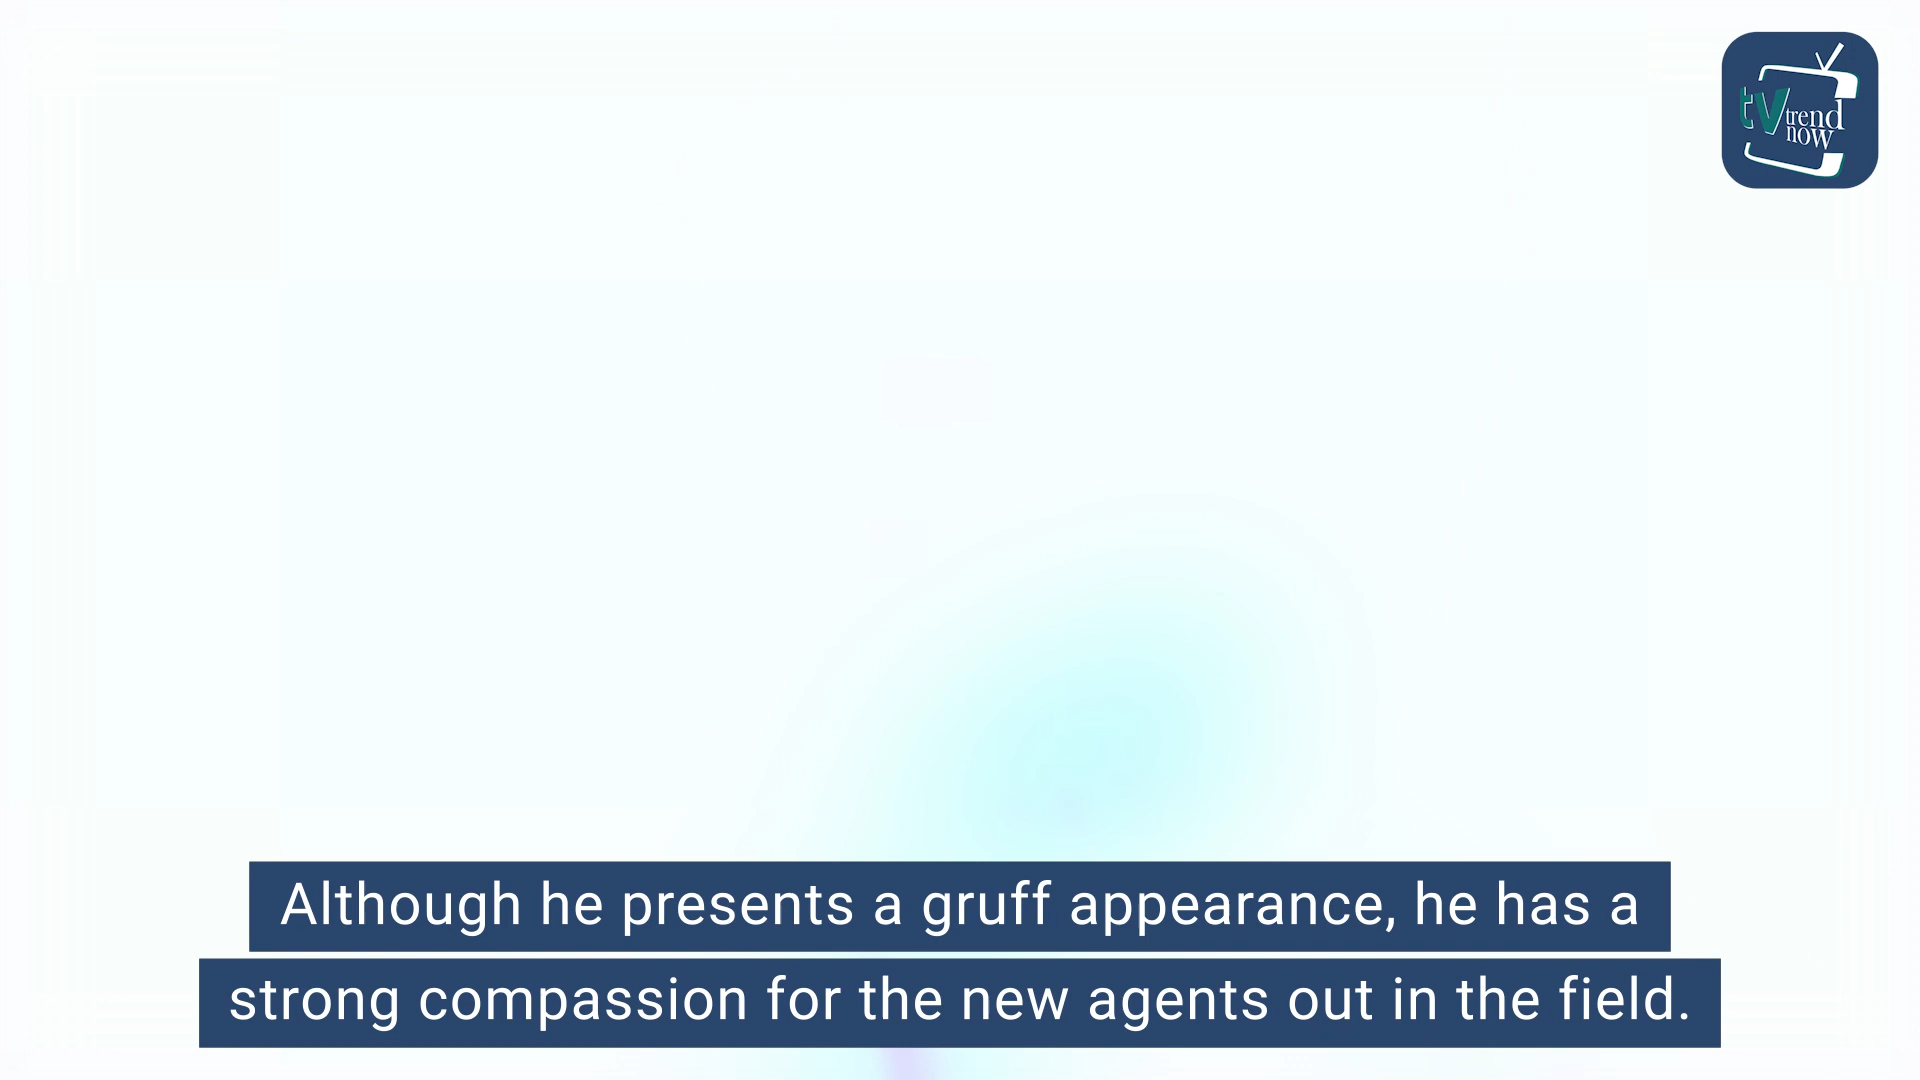 tv trend
now
Although he presents a gruff appearance, he has a
strong compassion for the new agents out in the field.